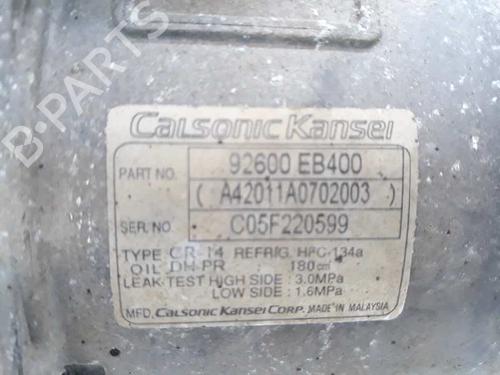 B-PARTS
Calsonic Kansei
PART NO. 92600 EB400
( A42011A0702003 )
SER NO. C05F220599
TYPE CR-14 REFRIG. HFC-134a
OIL DH-PR 180cm³
LEAK TEST HIGH SIDE : 3.0MPa
LOW SIDE : 1.6MPa
MFD. CALSONIC KANSEI CORP. MADE IN MALAYSIA